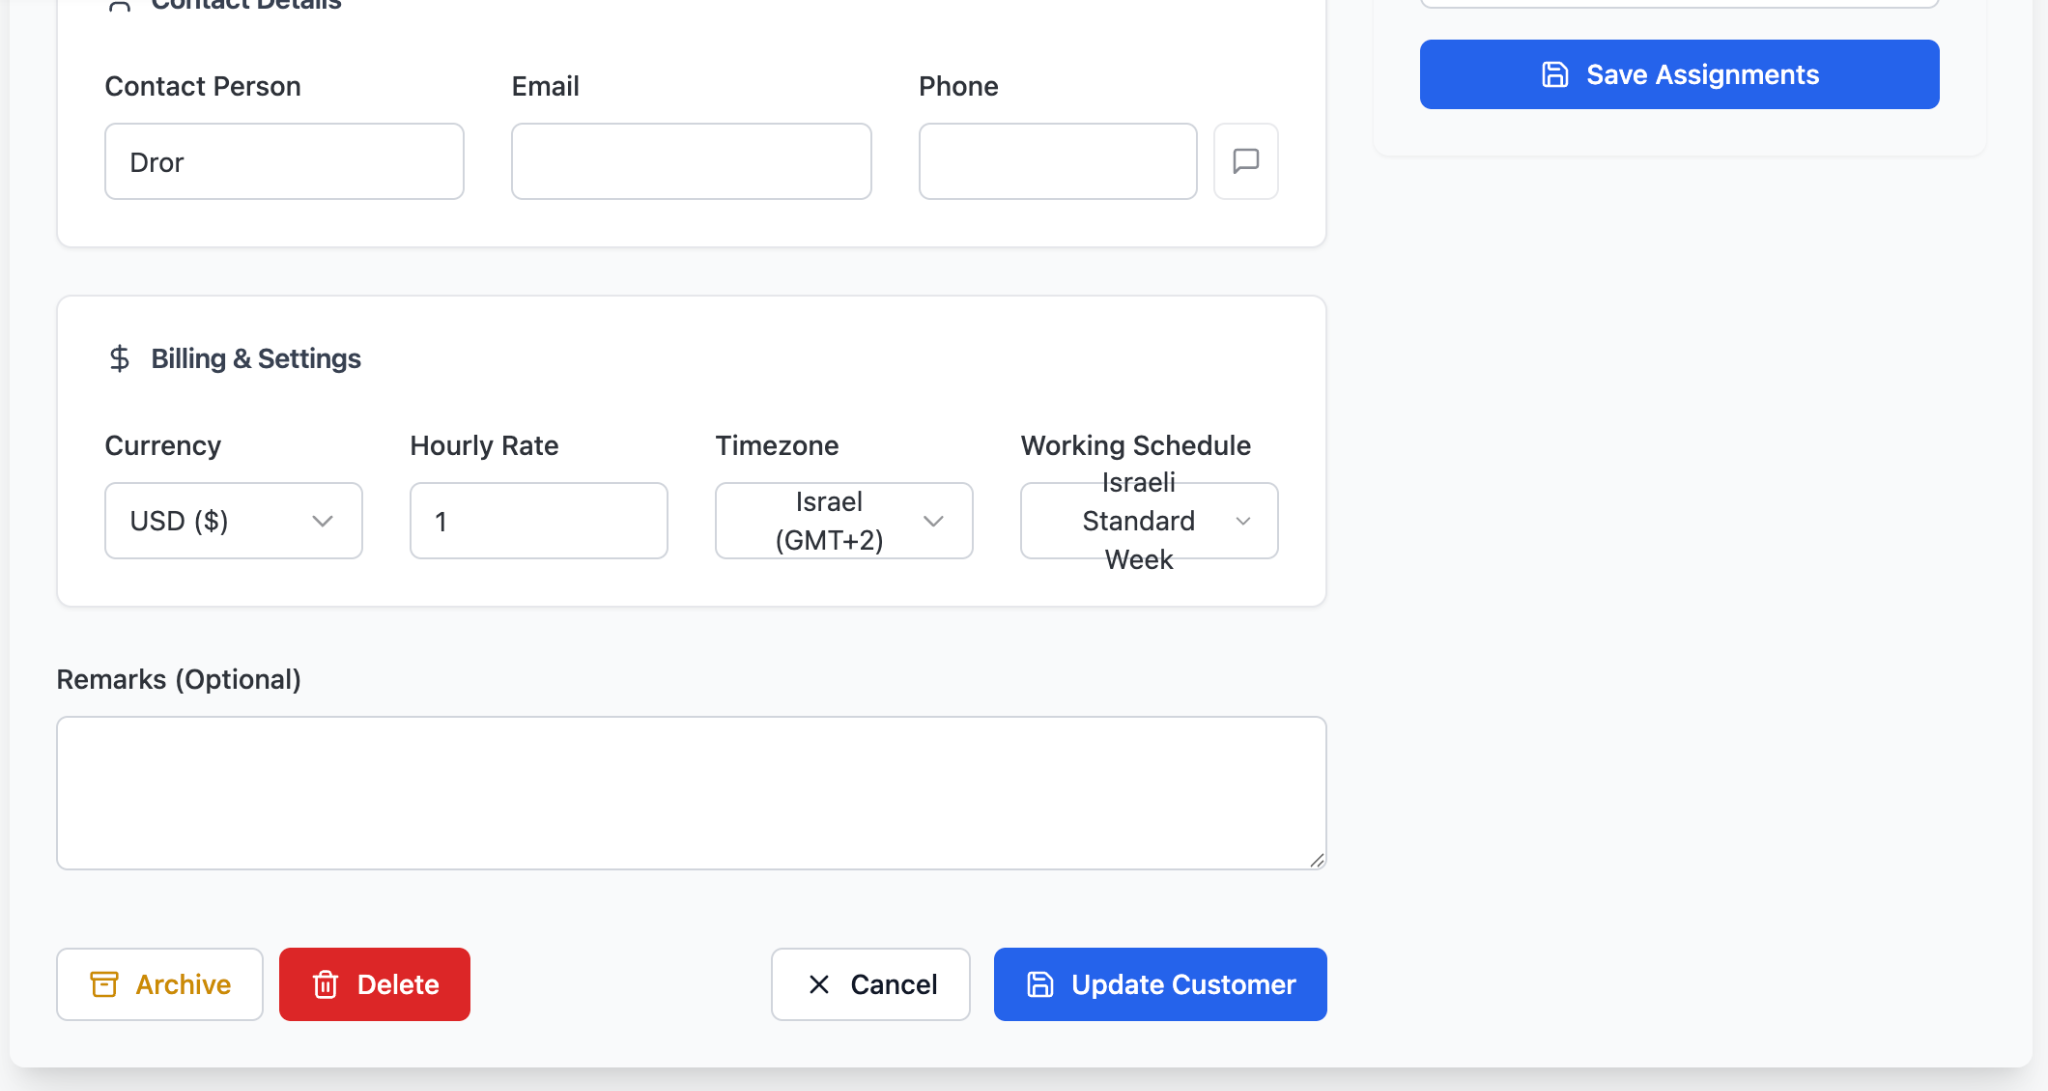 Contact Details
Save Assignments
Contact Person
Email
Phone
Dror
Billing & Settings
Currency
Hourly Rate
Timezone
Working Schedule
USD ($)
1
Israel
(GMT+2)
Israeli
Standard
Week
Remarks (Optional)
Archive
Delete
Cancel
Update Customer